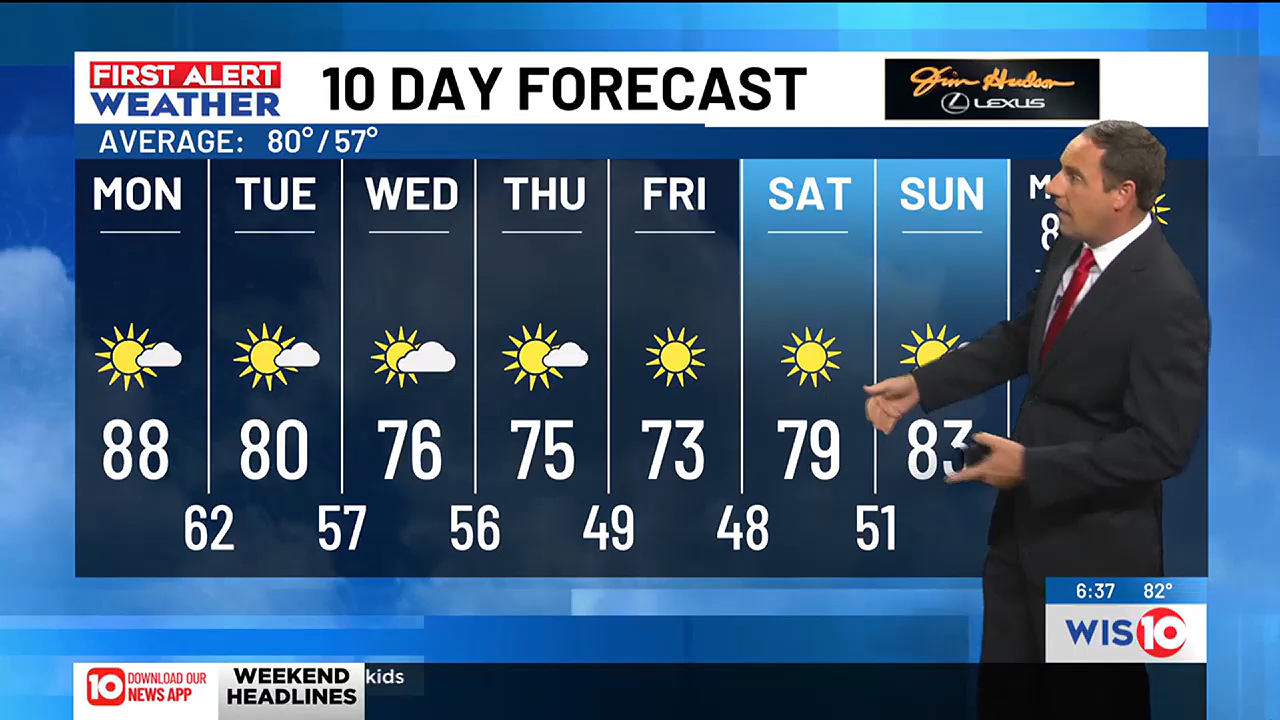 FIRST ALERT
WEATHER
10 DAY FORECAST
Jim Hudson
LEXUS
AVERAGE: 80°/57°
MON TUE WED THU FRI SAT SUN
88 80 76 75 73 79 83
62 57 56 49 48 51
6:37 82°
WIS10
10 DOWNLOAD OUR
NEWS APP
WEEKEND
HEADLINES
kids